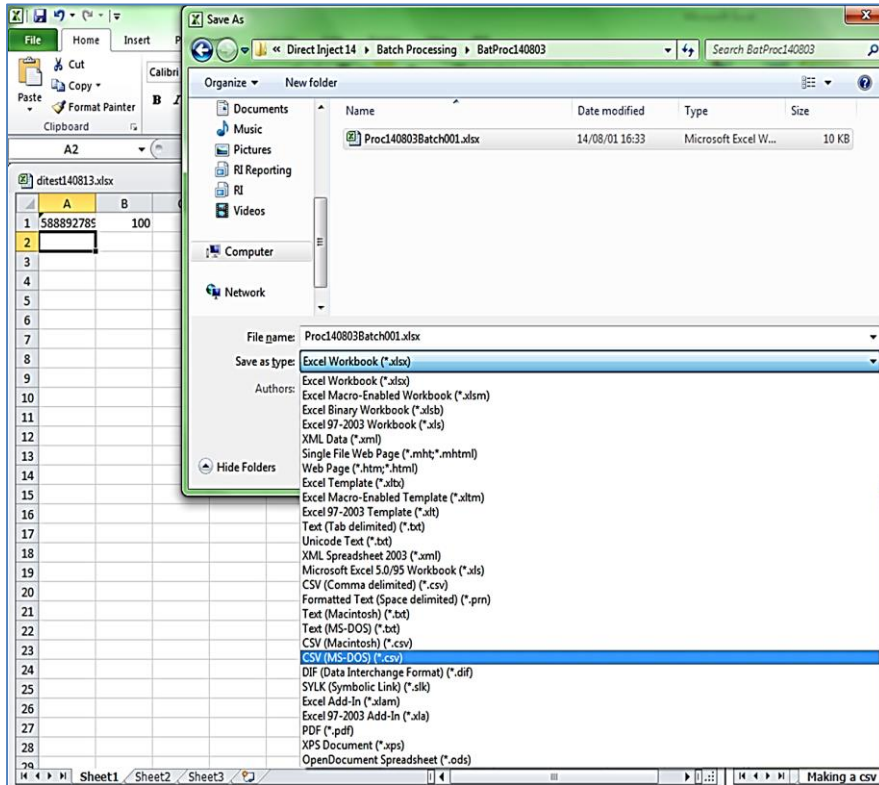 Save As
Microsoft Excel
File Home Insert P
Cut
Copy
Paste
Format Painter
Clipboard
Calibri
B I
« Direct Inject 14 ▸ Batch Processing ▸ BatProc140803
Search BatProc140803
Organize New folder
Documents
Music
Pictures
RI Reporting
RI
Videos
Computer
Network
Name Date modified Type Size
Proc140803Batch001.xlsx 14/08/01 16:33 Microsoft Excel W... 10 KB
File name: Proc140803Batch001.xlsx
Save as type: Excel Workbook (*.xlsx)
Authors:
Hide Folders
Excel Workbook (*.xlsx)
Excel Macro-Enabled Workbook (*.xlsm)
Excel Binary Workbook (*.xlsb)
Excel 97-2003 Workbook (*.xls)
XML Data (*.xml)
Single File Web Page (*.mht;*.mhtml)
Web Page (*.htm;*.html)
Excel Template (*.xltx)
Excel Macro-Enabled Template (*.xltm)
Excel 97-2003 Template (*.xlt)
Text (Tab delimited) (*.txt)
Unicode Text (*.txt)
XML Spreadsheet 2003 (*.xml)
Microsoft Excel 5.0/95 Workbook (*.xls)
CSV (Comma delimited) (*.csv)
Formatted Text (Space delimited) (*.prn)
Text (Macintosh) (*.txt)
Text (MS-DOS) (*.txt)
CSV (Macintosh) (*.csv)
CSV (MS-DOS) (*.csv)
DIF (Data Interchange Format) (*.dif)
SYLK (Symbolic Link) (*.slk)
Excel Add-In (*.xlam)
Excel 97-2003 Add-In (*.xla)
PDF (*.pdf)
XPS Document (*.xps)
OpenDocument Spreadsheet (*.ods)
A2
ditest140813.xlsx
A B
1 588892789 100
2
3
4
5
6
7
8
9
10
11
12
13
14
15
16
17
18
19
20
21
22
23
24
25
26
27
28
29
Sheet1 Sheet2 Sheet3
Making a csv